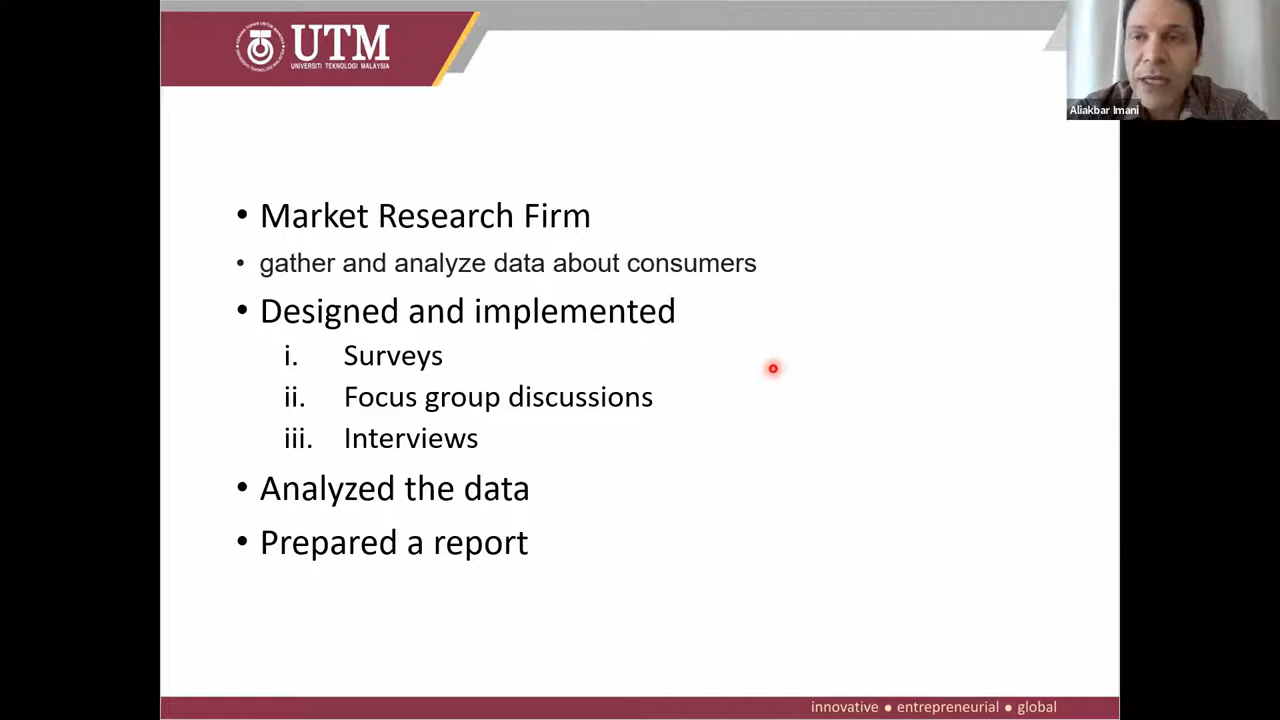 UTM
UNIVERSITI TEKNOLOGI MALAYSIA
Aliakbar Imani
• Market Research Firm
• gather and analyze data about consumers
• Designed and implemented
i. Surveys
ii. Focus group discussions
iii. Interviews
• Analyzed the data
• Prepared a report
innovative ● entrepreneurial ● global